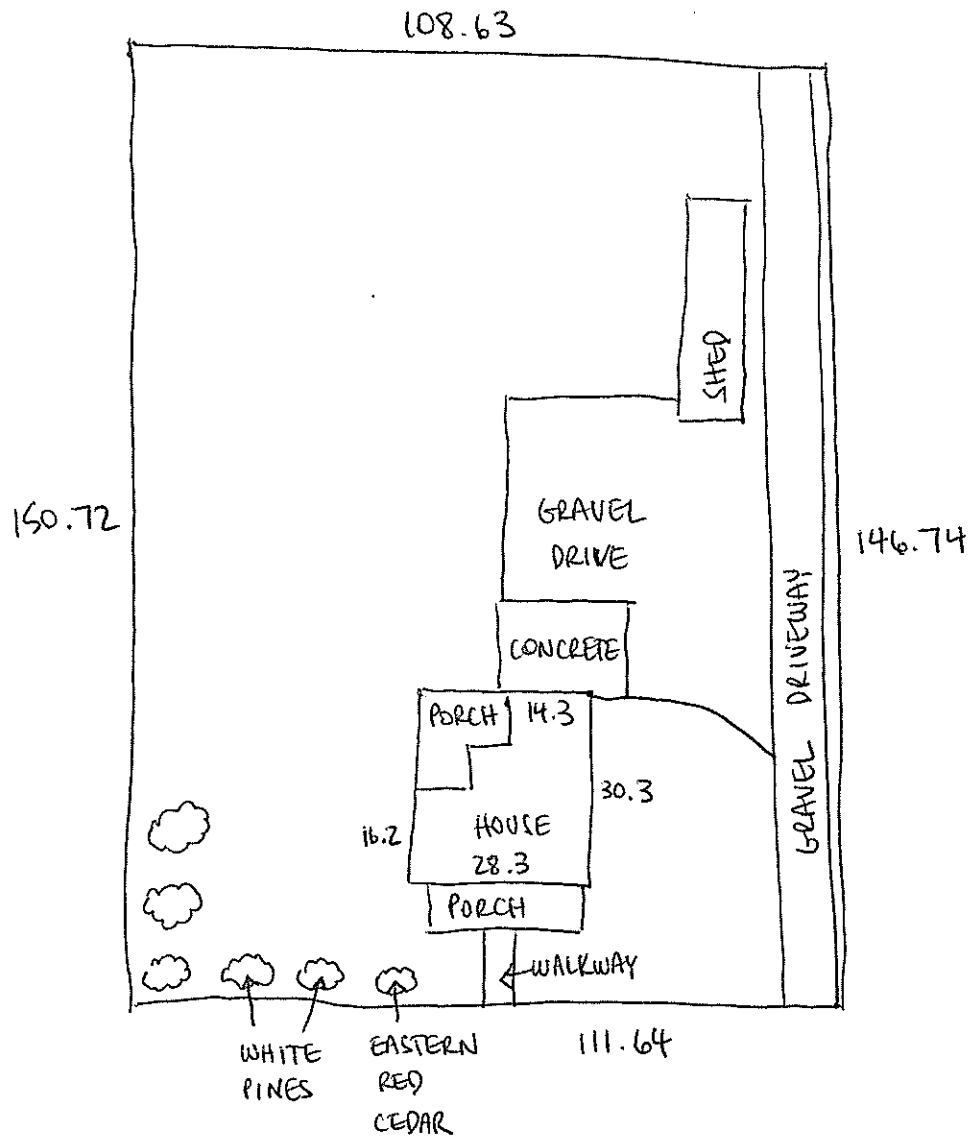 108.63
SHED
150.72
GRAVEL
DRIVE
146.74
CONCRETE
GRAVEL DRIVEWAY
PORCH
14.3
30.3
16.2
HOUSE
28.3
PORCH
WALKWAY
WHITE
PINES
EASTERN
RED
CEDAR
111.64